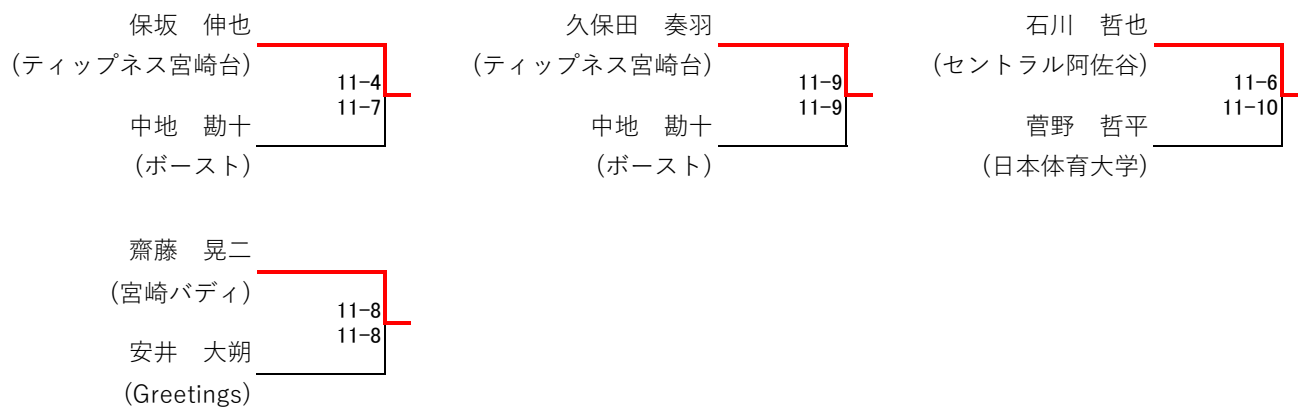 保坂　伸也
(ティップネス宮崎台)
11-4
11-7
中地　勘十
(ボースト)
久保田　奏羽
(ティップネス宮崎台)
11-9
11-9
中地　勘十
(ボースト)
石川　哲也
(セントラル阿佐谷)
11-6
11-10
菅野　哲平
(日本体育大学)
齋藤　晃二
(宮崎バディ)
11-8
11-8
安井　大朔
(Greetings)